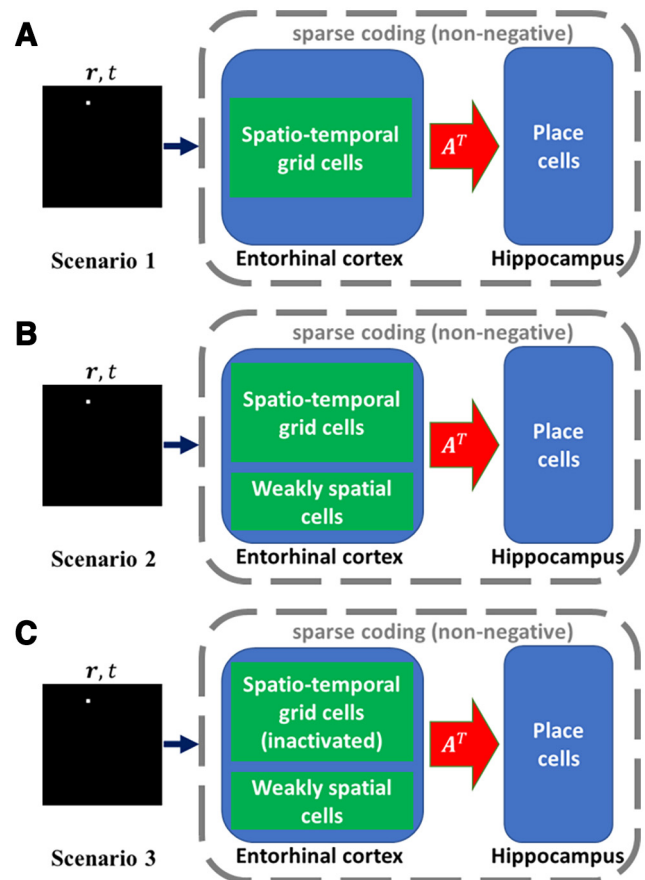 A
sparse coding (non-negative)
r, t
Spatio-temporal
grid cells
A^T
Place
cells
Scenario 1
Entorhinal cortex
Hippocampus
B
sparse coding (non-negative)
r, t
Spatio-temporal
grid cells
Weakly spatial
cells
A^T
Place
cells
Scenario 2
Entorhinal cortex
Hippocampus
C
sparse coding (non-negative)
r, t
Spatio-temporal
grid cells
(inactivated)
Weakly spatial
cells
A^T
Place
cells
Scenario 3
Entorhinal cortex
Hippocampus